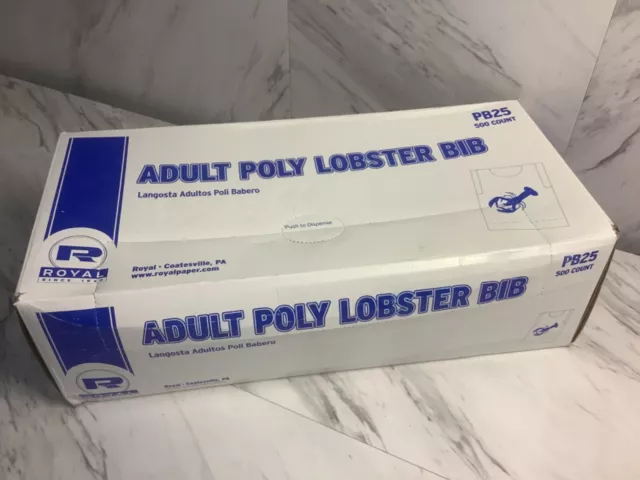 PB25
500 COUNT
ADULT POLY LOBSTER BIB
Langosta Adultos Poli Babero
Push to Dispense
R
ROYAL
Royal - Coatesville, PA
www.royalpaper.com
PB25
500 COUNT
ADULT POLY LOBSTER BIB
Langosta Adultos Poli Babero
R
ROYAL
Royal - Coatesville, PA